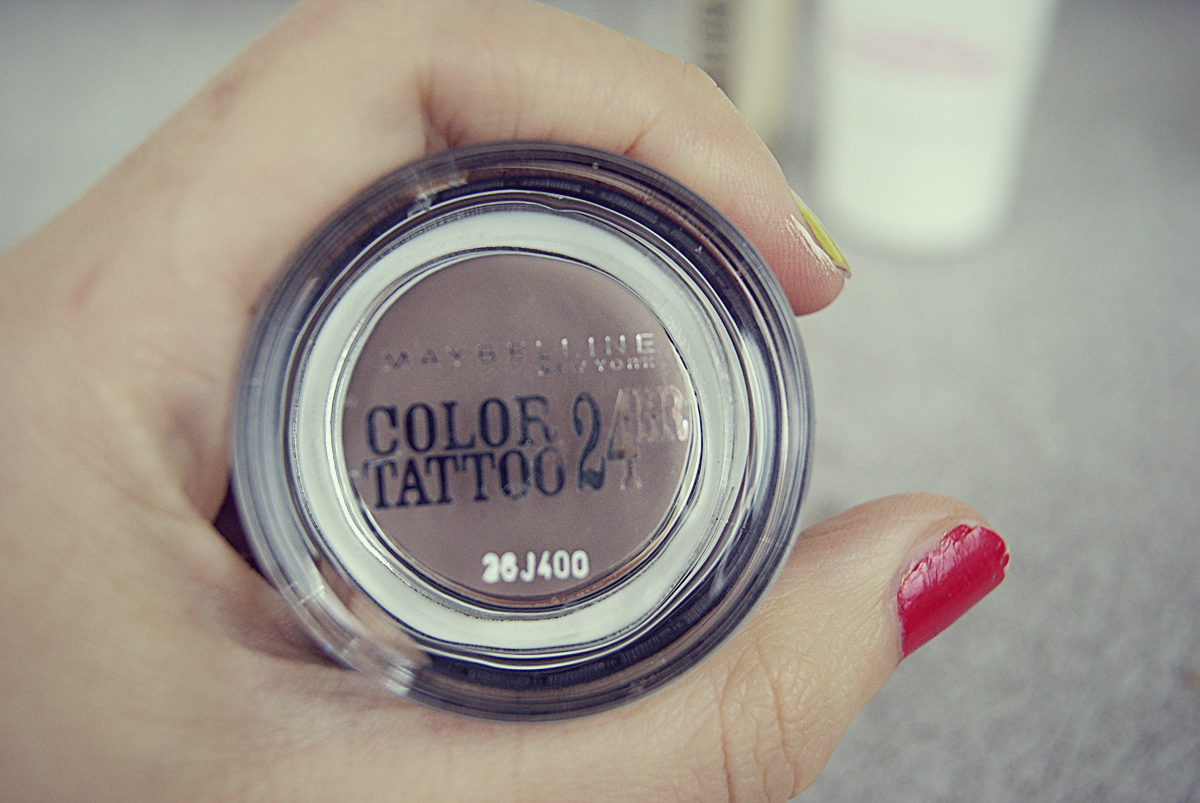 MAYBELLINE
NEW YORK
COLOR 24HR
TATTOO
26J400